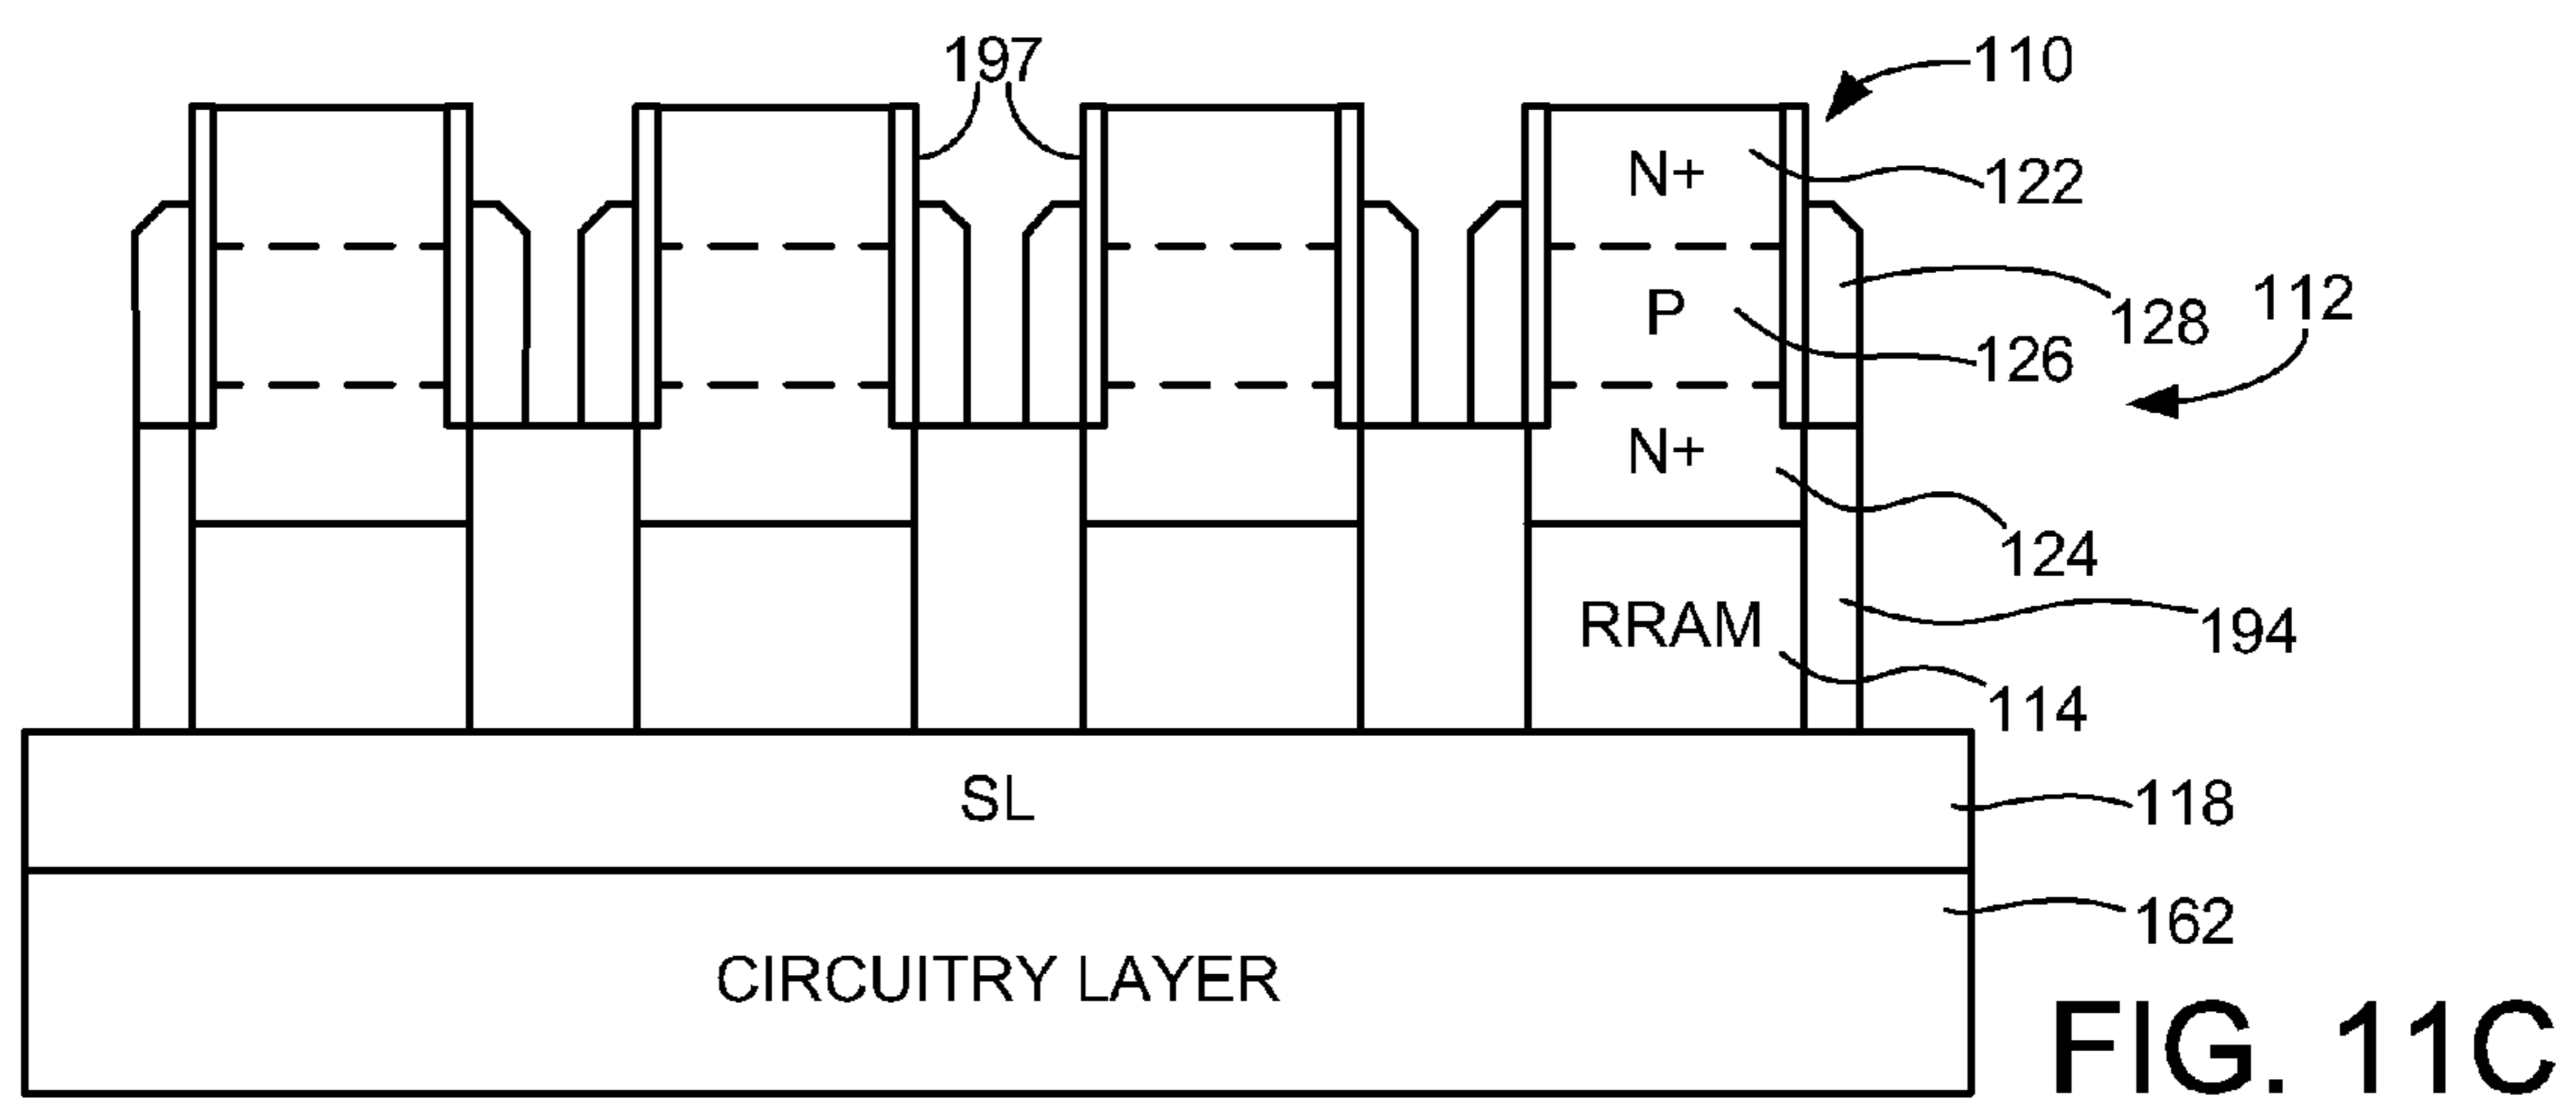 197
110
N+
122
P
128
112
126
N+
124
RRAM
194
114
SL
118
162
CIRCUITRY LAYER
FIG. 11C